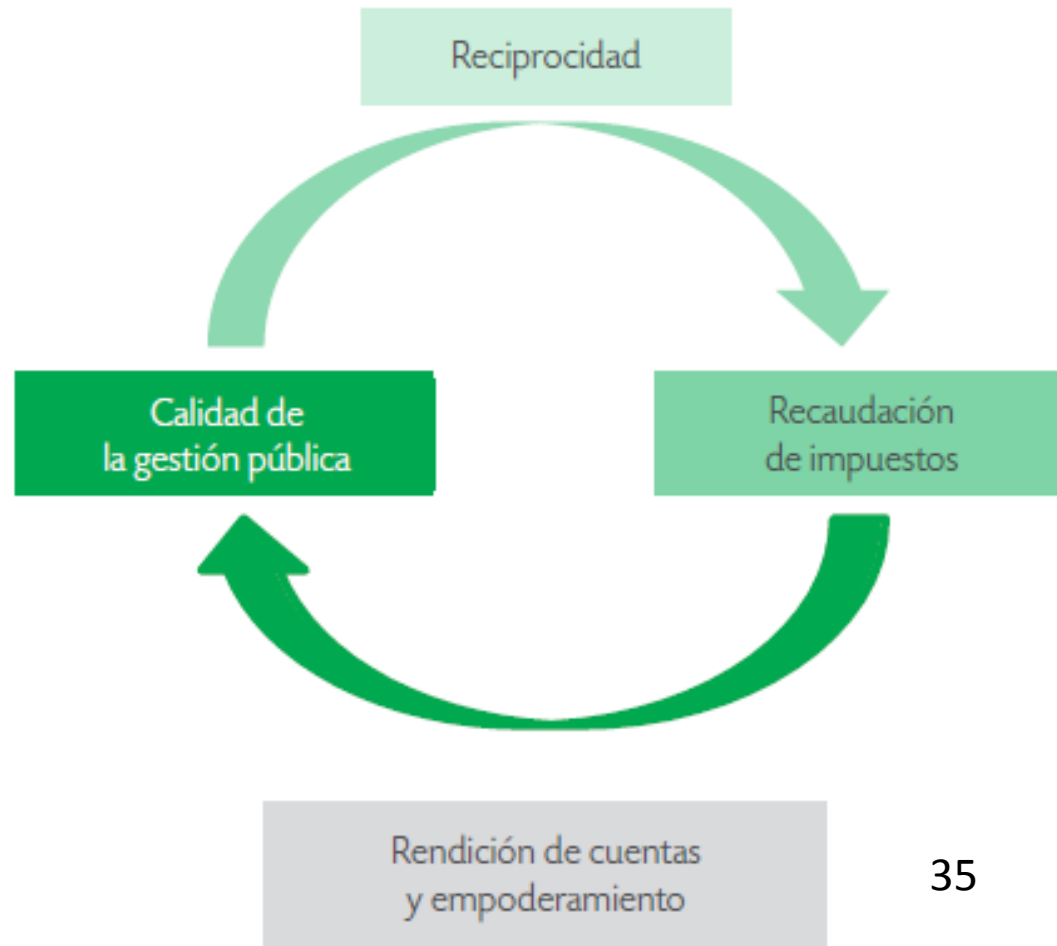 Reciprocidad
Calidad de
la gestión pública
Recaudación
de impuestos
Rendición de cuentas
y empoderamiento
35